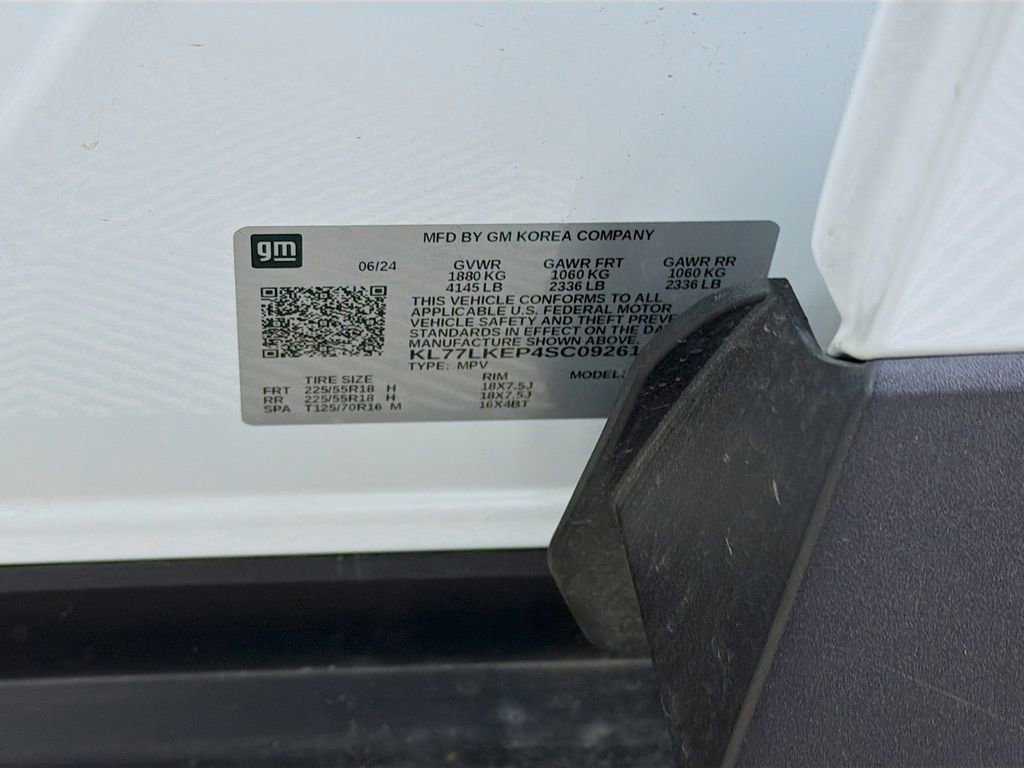 gm
MFD BY GM KOREA COMPANY
06/24 GVWR GAWR FRT GAWR RR
1880 KG 1060 KG 1060 KG
4145 LB 2336 LB 2336 LB
THIS VEHICLE CONFORMS TO ALL
APPLICABLE U.S. FEDERAL MOTOR
VEHICLE SAFETY AND THEFT PREVE
STANDARDS IN EFFECT ON THE DA
MANUFACTURE SHOWN ABOVE.
KL77LKEP4SC09261
TYPE: MPV MODEL:
TIRE SIZE RIM
FRT 225/55R18 H 18X7.5J
RR 225/55R18 H 18X7.5J
SPA T125/70R16 M 16X4BT